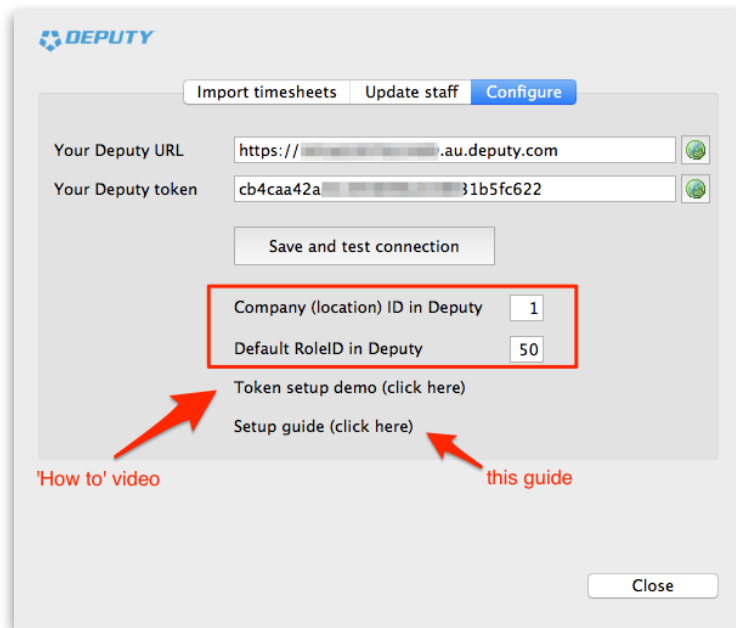 DEPUTY
Import timesheets Update staff Configure
Your Deputy URL https:// .au.deputy.com
Your Deputy token cb4caa42a 31b5fc622
Save and test connection
Company (location) ID in Deputy 1
Default RoleID in Deputy 50
Token setup demo (click here)
Setup guide (click here)
'How to' video this guide
Close